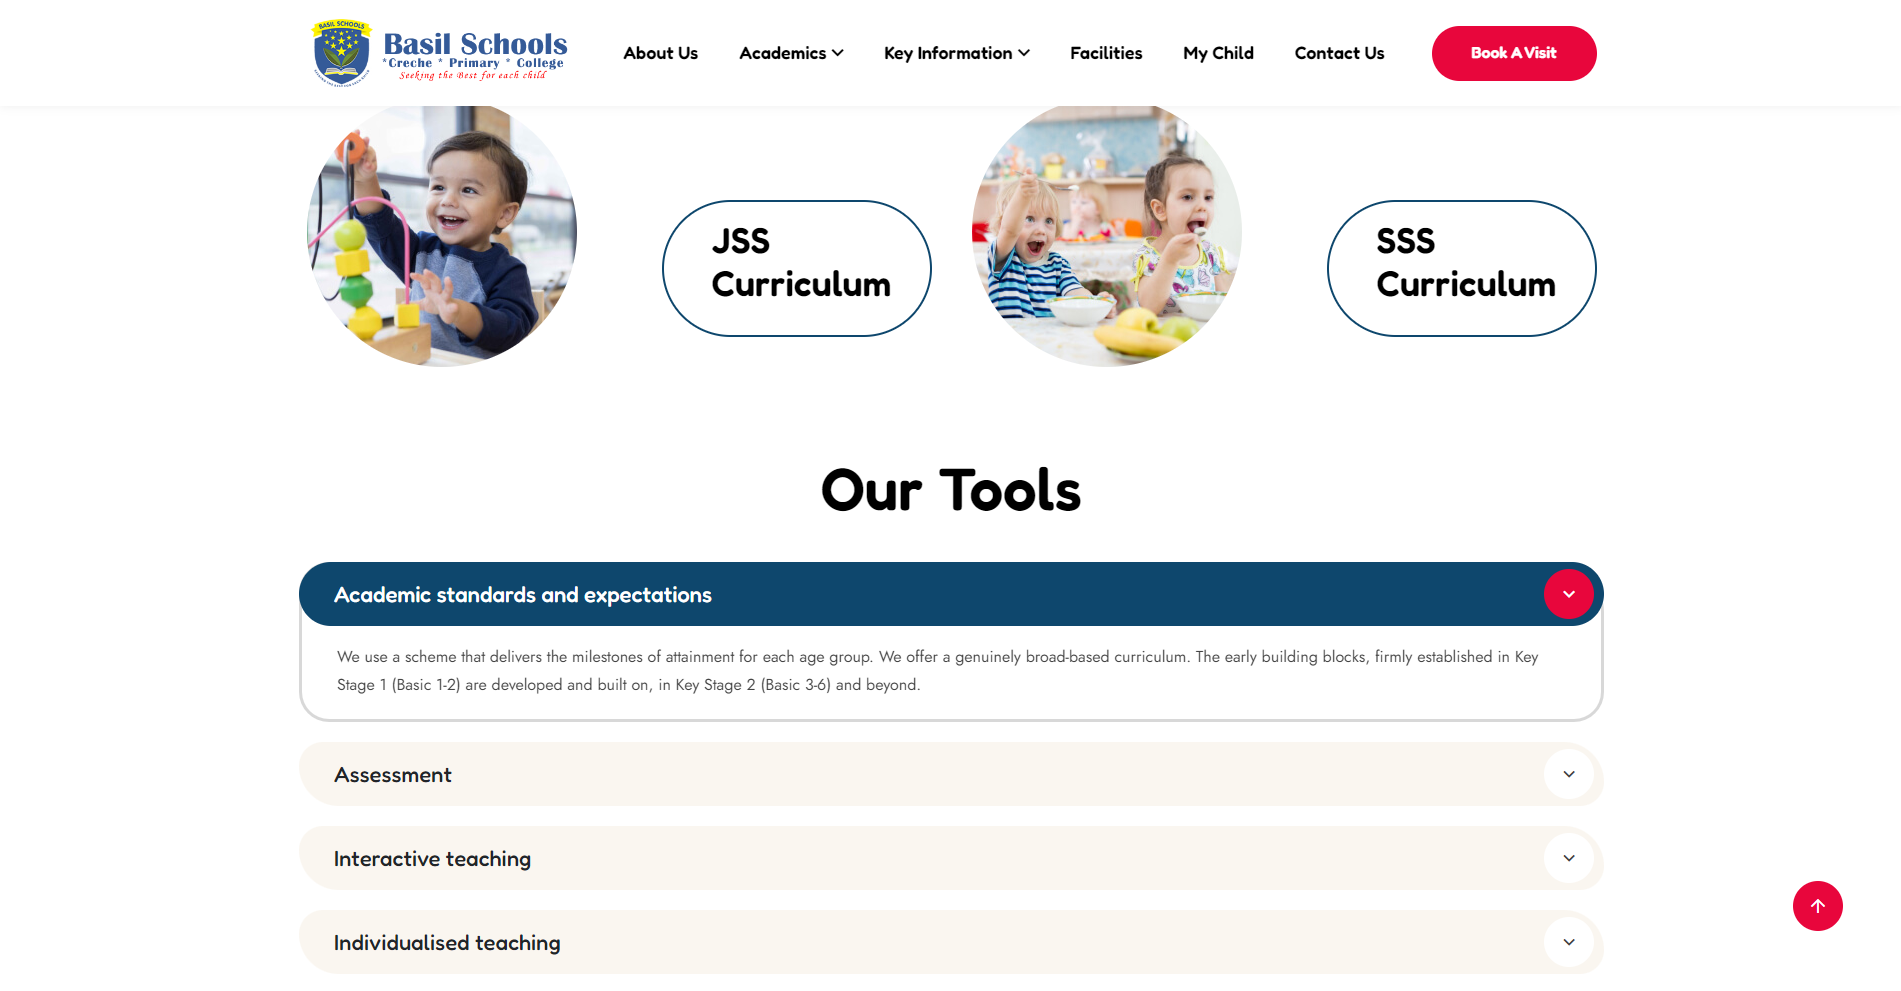 BASIL SCHOOLS
Basil Schools
*Creche * Primary * College
Seeking the Best for each child
About Us
Academics
Key Information
Facilities
My Child
Contact Us
Book A Visit
JSS
Curriculum
SSS
Curriculum
Our Tools
Academic standards and expectations
We use a scheme that delivers the milestones of attainment for each age group. We offer a genuinely broad-based curriculum. The early building blocks, firmly established in Key
Stage 1 (Basic 1-2) are developed and built on, in Key Stage 2 (Basic 3-6) and beyond.
Assessment
Interactive teaching
Individualised teaching